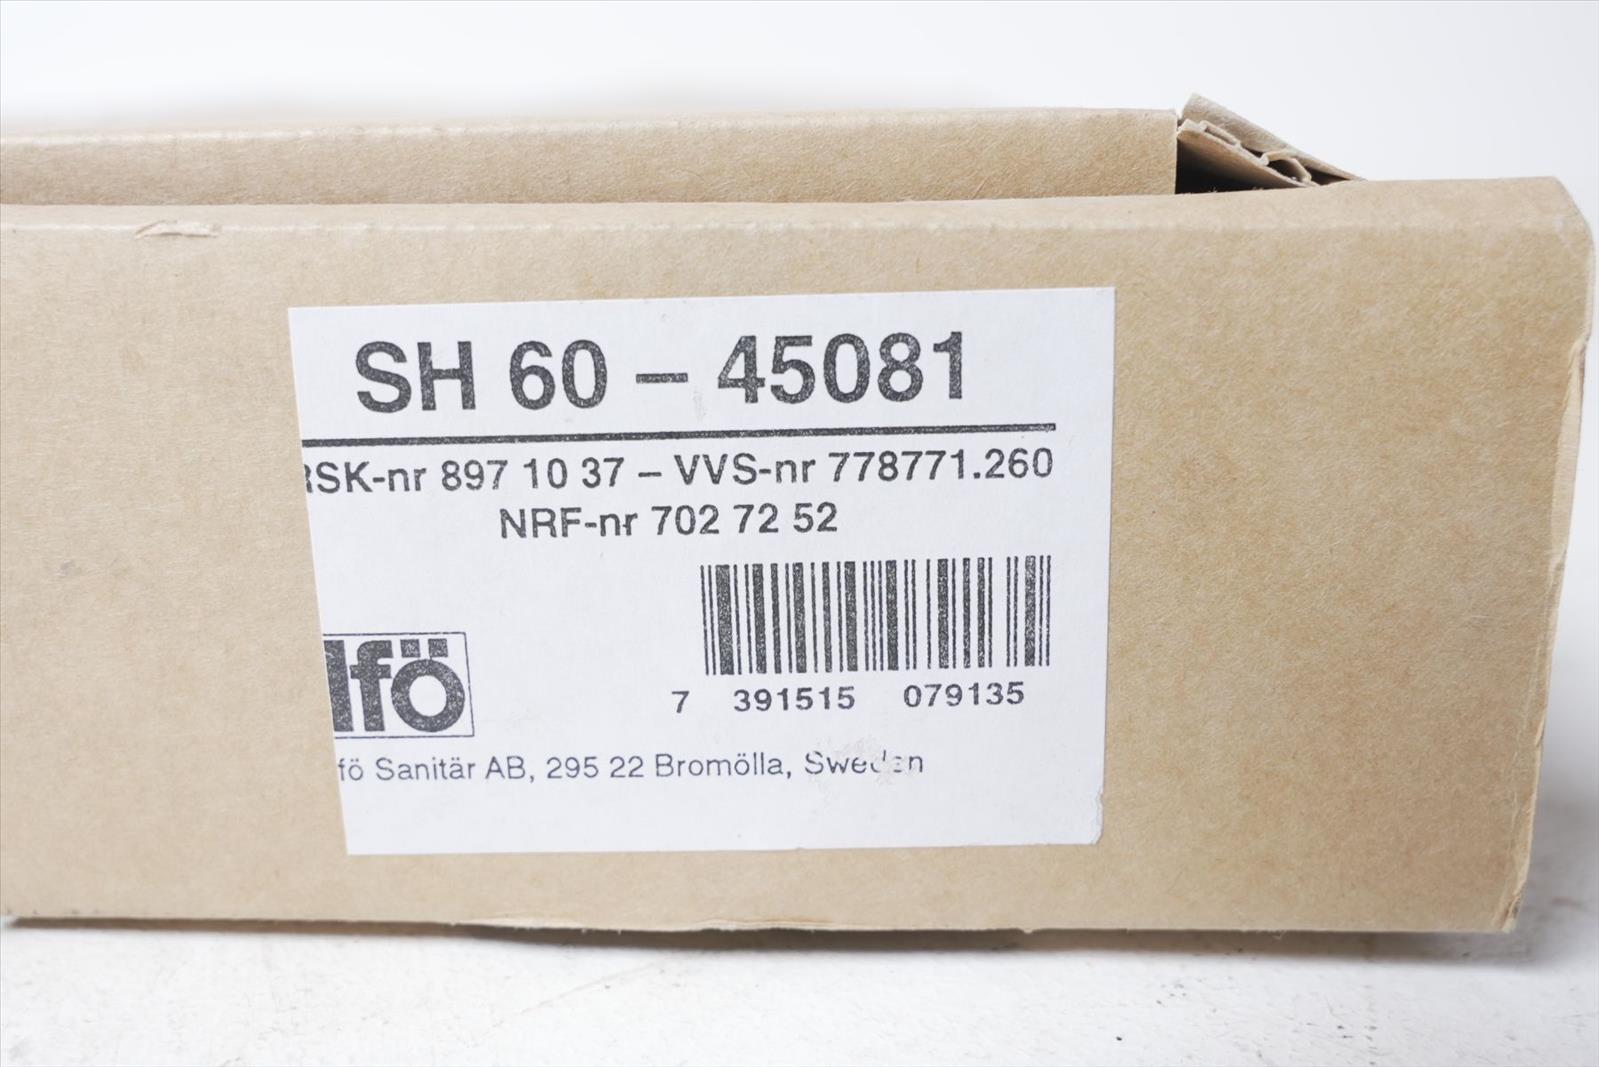 SH 60 – 45081
RSK-nr 897 10 37 – VVS-nr 778771.260
NRF-nr 702 72 52
7 391515 079135
lfö
fö Sanitär AB, 295 22 Bromölla, Sweden